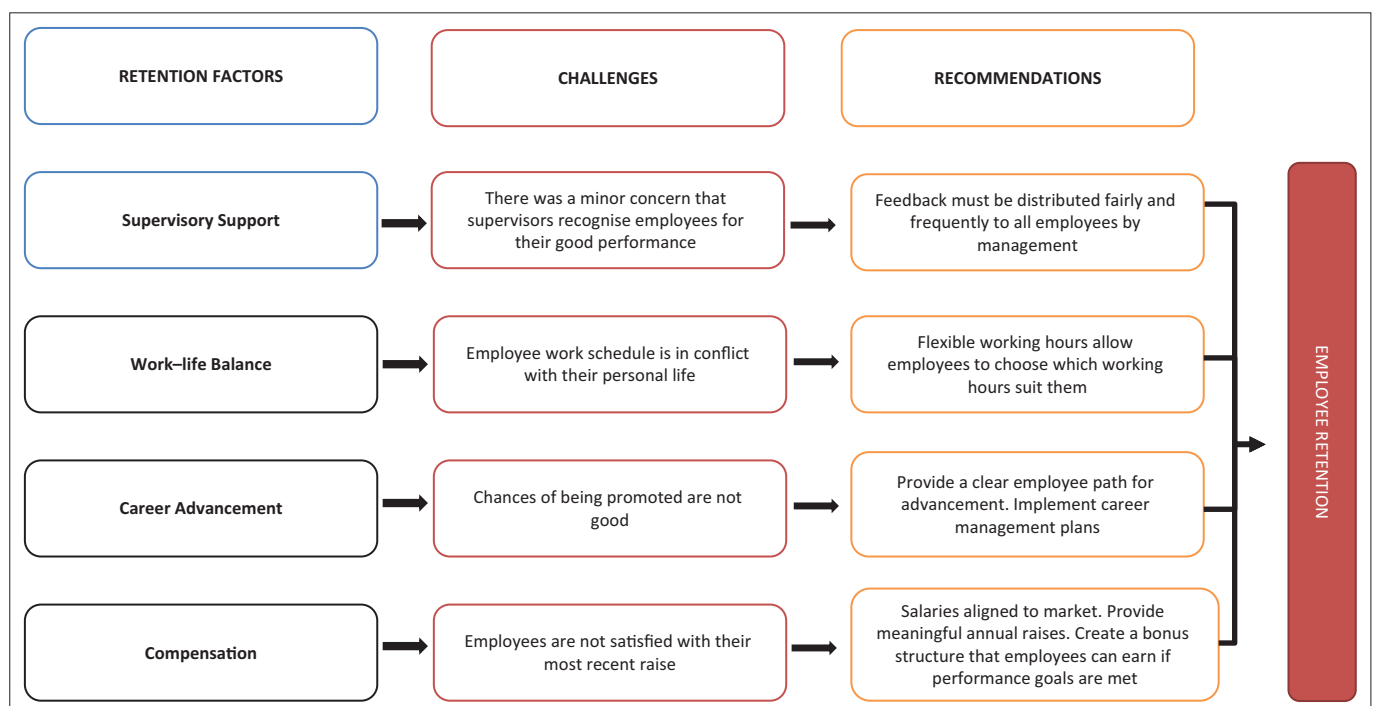 RETENTION FACTORS
CHALLENGES
RECOMMENDATIONS
Supervisory Support
There was a minor concern that
supervisors recognise employees for
their good performance
Feedback must be distributed fairly and
frequently to all employees by
management
Work–life Balance
Employee work schedule is in conflict
with their personal life
Flexible working hours allow
employees to choose which working
hours suit them
Career Advancement
Chances of being promoted are not
good
Provide a clear employee path for
advancement. Implement career
management plans
Compensation
Employees are not satisfied with their
most recent raise
Salaries aligned to market. Provide
meaningful annual raises. Create a bonus
structure that employees can earn if
performance goals are met
EMPLOYEE RETENTION